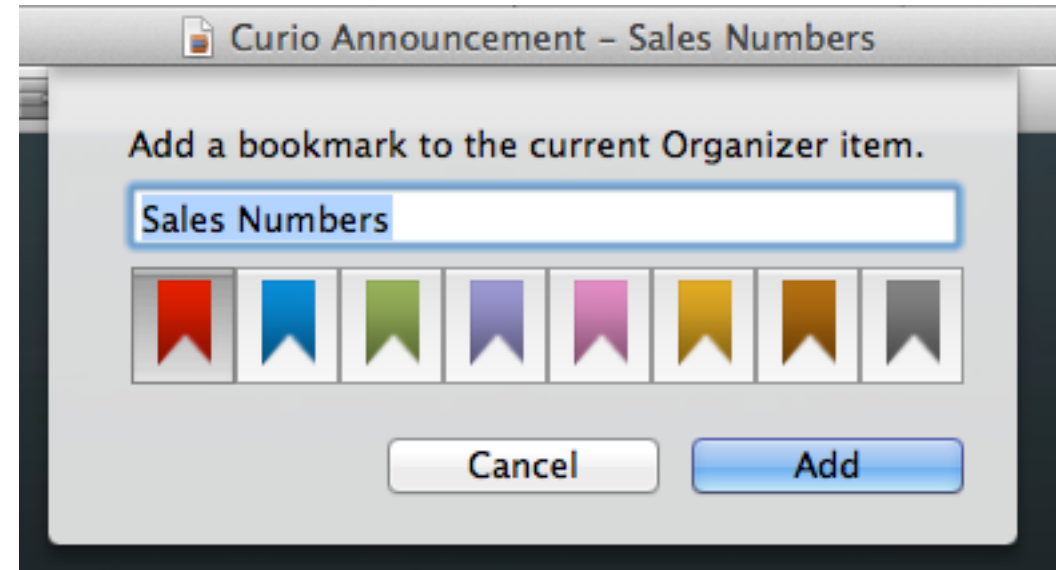 Curio Announcement – Sales Numbers
Add a bookmark to the current Organizer item.
Sales Numbers
Cancel Add